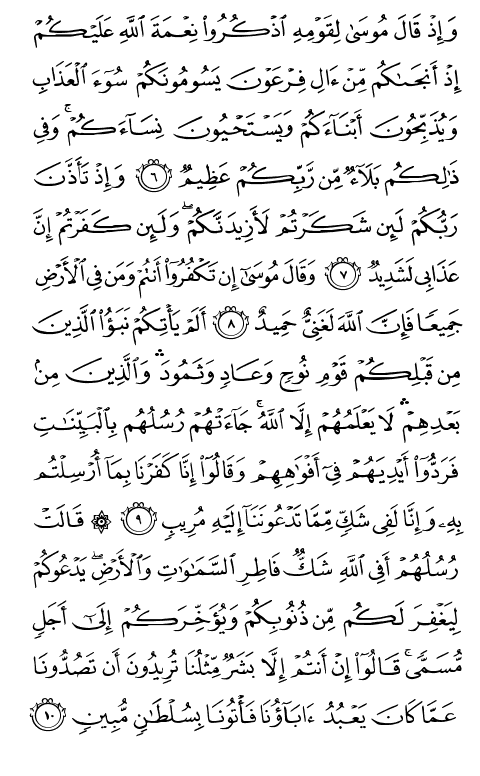 وَإِذْ قَالَ مُوسَىٰ لِقَوْمِهِ ٱذْكُرُوا۟ نِعْمَةَ ٱللَّهِ عَلَيْكُمْ
إِذْ أَنجَىٰكُم مِّنْ ءَالِ فِرْعَوْنَ يَسُومُونَكُمْ سُوٓءَ ٱلْعَذَابِ
وَيُذَبِّحُونَ أَبْنَآءَكُمْ وَيَسْتَحْيُونَ نِسَآءَكُمْ ۚ وَفِى
ذَٰلِكُم بَلَآءٌ مِّن رَّبِّكُمْ عَظِيمٌ ۝٦ وَإِذْ تَأَذَّنَ
رَبُّكُمْ لَئِن شَكَرْتُمْ لَأَزِيدَنَّكُمْ ۖ وَلَئِن كَفَرْتُمْ إِنَّ
عَذَابِى لَشَدِيدٌ ۝٧ وَقَالَ مُوسَىٰٓ إِن تَكْفُرُوٓا۟ أَنتُمْ وَمَن فِى ٱلْأَرْضِ
جَمِيعًا فَإِنَّ ٱللَّهَ لَغَنِىٌّ حَمِيدٌ ۝٨ أَلَمْ يَأْتِكُمْ نَبَؤُا۟ ٱلَّذِينَ
مِن قَبْلِكُمْ قَوْمِ نُوحٍ وَعَادٍ وَثَمُودَ ۛ وَٱلَّذِينَ مِنۢ
بَعْدِهِمْ ۛ لَا يَعْلَمُهُمْ إِلَّا ٱللَّهُ ۚ جَآءَتْهُمْ رُسُلُهُم بِٱلْبَيِّنَٰتِ
فَرَدُّوٓا۟ أَيْدِيَهُمْ فِىٓ أَفْوَٰهِهِمْ وَقَالُوٓا۟ إِنَّا كَفَرْنَا بِمَآ أُرْسِلْتُم
بِهِۦ وَإِنَّا لَفِى شَكٍّ مِّمَّا تَدْعُونَنَآ إِلَيْهِ مُرِيبٍ ۝٩ ۞ قَالَتْ
رُسُلُهُمْ أَفِى ٱللَّهِ شَكٌّ فَاطِرِ ٱلسَّمَٰوَٰتِ وَٱلْأَرْضِ ۖ يَدْعُوكُمْ
لِيَغْفِرَ لَكُم مِّن ذُنُوبِكُمْ وَيُؤَخِّرَكُمْ إِلَىٰٓ أَجَلٍ
مُّسَمًّى ۚ قَالُوٓا۟ إِنْ أَنتُمْ إِلَّا بَشَرٌ مِّثْلُنَا تُرِيدُونَ أَن تَصُدُّونَا
عَمَّا كَانَ يَعْبُدُ ءَابَآؤُنَا فَأْتُونَا بِسُلْطَٰنٍ مُّبِينٍ ۝١٠